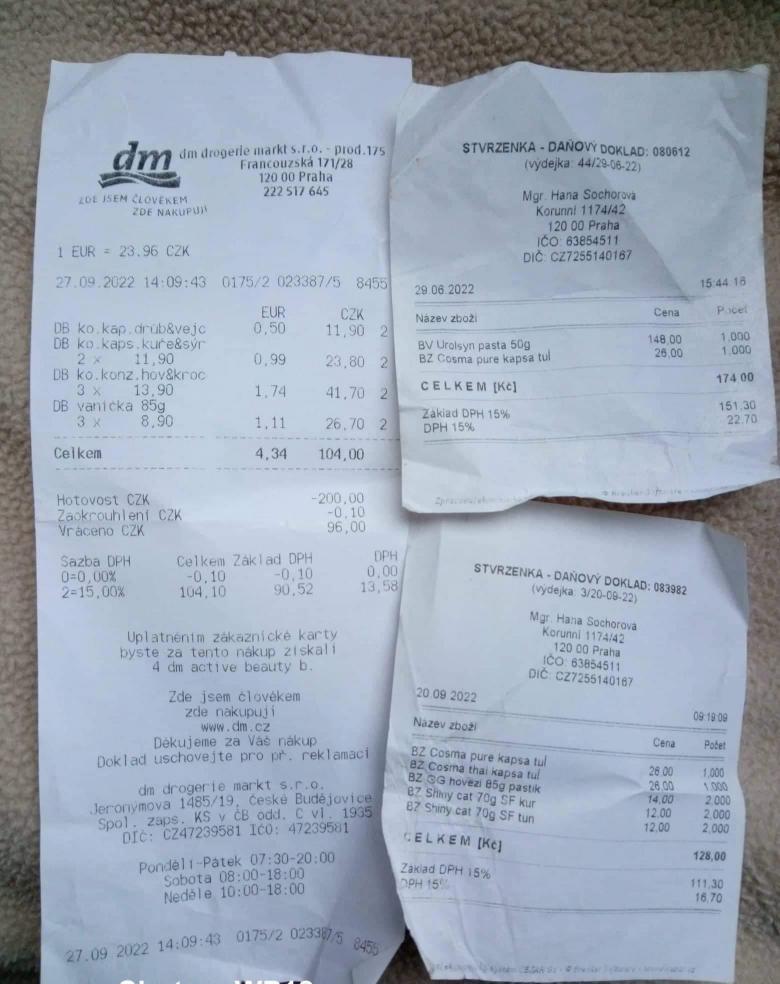 dm
ZDE JSEM ČLOVĚKEM
ZDE NAKUPUJI
dm drogerie markt s.r.o. - prod.175
Francouzská 171/28
120 00 Praha
222 517 645
1 EUR = 23.96 CZK
27.09.2022 14:09:43 0175/2 023387/5 8455
EUR CZK
DB ko.kap.drůb&vejc 0,50 11,90 2
DB ko.kaps.kuře&sýr
2 x 11,90 0,99 23,80 2
DB ko.konz.hov&kroc
3 x 13,90 1,74 41,70 2
DB vanička 85g
3 x 8,90 1,11 26,70 2
Celkem 4,34 104,00
Hotovost CZK -200,00
Zaokrouhlení CZK -0,10
Vráceno CZK 96,00
Sazba DPH Celkem Základ DPH DPH
0=0,00% -0,10 -0,10 0,00
2=15,00% 104,10 90,52 13,58
Uplatněním zákaznické karty
byste za tento nákup získali
4 dm active beauty b.
Zde jsem člověkem
zde nakupuji
www.dm.cz
Děkujeme za Váš nákup
Doklad uschovejte pro př. reklamaci
dm drogerie markt s.r.o.
Jeronýmova 1485/19, České Budějovice
Spol. zaps. KS v ČB odd. C vl. 1935
DIČ: CZ47239581 IČO: 47239581
Pondělí-Pátek 07:30-20:00
Sobota 08:00-18:00
Neděle 10:00-18:00
27.09.2022 14:09:43 0175/2 023387/5 8455
STVRZENKA - DAŇOVÝ DOKLAD: 080612
(výdejka: 44/29-06-22)
Mgr. Hana Sochorová
Korunní 1174/42
120 00 Praha
IČO: 63854511
DIČ: CZ7255140167
29.06.2022 15:44:16
Název zboží Cena Počet
BV Urolsyn pasta 50g 148,00 1,000
BZ Cosma pure kapsa tuł 26,00 1,000
CELKEM [Kč] 174,00
Základ DPH 15% 151,30
DPH 15% 22,70
STVRZENKA - DAŇOVÝ DOKLAD: 083982
(výdejka: 3/20-09-22)
Mgr. Hana Sochorová
Korunní 1174/42
120 00 Praha
IČO: 63854511
DIČ: CZ7255140167
20.09.2022 09:19:09
Název zboží Cena Počet
BZ Cosma pure kapsa tuł 26,00 1,000
BZ Cosma thai kapsa tuł 26,00 1,000
BZ GG hovězí 85g pastik 14,00 2,000
BZ Shiny cat 70g SF kur 12,00 2,000
BZ Shiny cat 70g SF tun 12,00 2,000
CELKEM [Kč] 128,00
Základ DPH 15% 111,30
DPH 15% 16,70